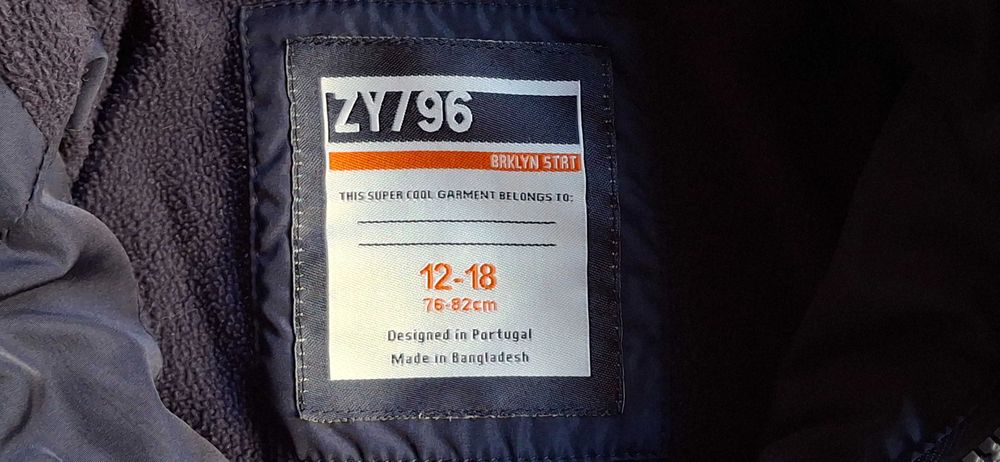 ZY/96
BRKLYN STRT
THIS SUPER COOL GARMENT BELONGS TO:
12-18
76-82cm
Designed in Portugal
Made in Bangladesh